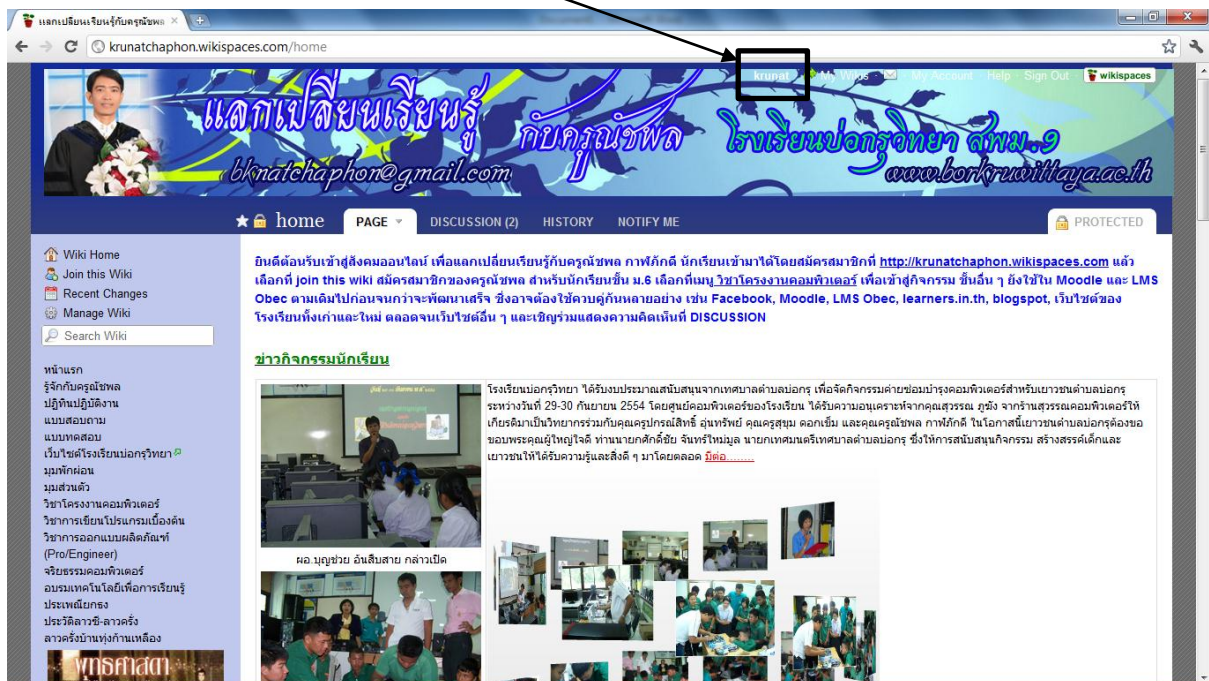 แลกเปลี่ยนเรียนรู้กับครูณัชพล
krunatchaphon.wikispaces.com/home
krunat My Wikis · My Account · Help · Sign Out · wikispaces
แลกเปลี่ยนเรียนรู้ กับครูณัชพล โรงเรียนบ่อกรุวิทยา สพม.9
bknatchaphon@gmail.com www.borkruwittaya.ac.th
home PAGE DISCUSSION (2) HISTORY NOTIFY ME PROTECTED
Wiki Home
Join this Wiki
Recent Changes
Manage Wiki
Search Wiki
หน้าแรก
รู้จักกับครูณัชพล
ปฏิทินปฏิบัติงาน
แบบสอบถาม
แบบทดสอบ
เว็บไซต์โรงเรียนบ่อกรุวิทยา
มุมพักผ่อน
มุมส่วนตัว
วิชาโครงงานคอมพิวเตอร์
วิชาการเขียนโปรแกรมเบื้องต้น
วิชาการออกแบบผลิตภัณฑ์
(Pro/Engineer)
จริยธรรมคอมพิวเตอร์
อบรมเทคโนโลยีเพื่อการเรียนรู้
ประเพณียกธง
ประวัติลาวซี-ลาวครั่ง
ลาวครั่งบ้านทุ่งก้านเหลือง
พุทธศาสดา
ยินดีต้อนรับเข้าสู่สังคมออนไลน์ เพื่อแลกเปลี่ยนเรียนรู้กับครูณัชพล กาฬภักดี นักเรียนเข้ามาได้โดยสมัครสมาชิกที่ http://krunatchaphon.wikispaces.com แล้ว
เลือกที่ join this wiki สมัครสมาชิกของครูณัชพล สำหรับนักเรียนชั้น ม.6 เลือกที่เมนู วิชาโครงงานคอมพิวเตอร์ เพื่อเข้าสู่กิจกรรม ชั้นอื่น ๆ ยังใช้ใน Moodle และ LMS
Obec ตามเดิมไปก่อนจนกว่าจะพัฒนาเสร็จ ซึ่งอาจต้องใช้ควบคู่กันหลายอย่าง เช่น Facebook, Moodle, LMS Obec, learners.in.th, blogspot, เว็บไซต์ของ
โรงเรียนทั้งเก่าและใหม่ ตลอดจนเว็บไซต์อื่น ๆ และเชิญร่วมแสดงความคิดเห็นที่ DISCUSSION
ข่าวกิจกรรมนักเรียน
โรงเรียนบ่อกรุวิทยา ได้รับงบประมาณสนับสนุนจากเทศบาลตำบลบ่อกรุ เพื่อจัดกิจกรรมค่ายซ่อมบำรุงคอมพิวเตอร์สำหรับเยาวชนตำบลบ่อกรุ
ระหว่างวันที่ 29-30 กันยายน 2554 โดยศูนย์คอมพิวเตอร์ของโรงเรียน ได้รับความอนุเคราะห์จากคุณสุวรรณ ภูฆัง จากร้านสุวรรณคอมพิวเตอร์ให้
เกียรติมาเป็นวิทยากรร่วมกับคุณครูปกรณ์สิทธิ์ อุ่นทรัพย์ คุณครูสุขุม ดอกเข็ม และคุณครูณัชพล กาฬภักดี ในโอกาสนี้เยาวชนตำบลบ่อกรุต้องขอ
ขอบพระคุณผู้ใหญ่ใจดี ท่านนายกศักดิ์ชัย จันทร์ใหม่มูล นายกเทศมนตรีเทศบาลตำบลบ่อกรุ ซึ่งให้การสนับสนุนกิจกรรม สร้างสรรค์เด็กและ
เยาวชนให้ได้รับความรู้และสิ่งดี ๆ มาโดยตลอด มีต่อ........
ผอ.บุญช่วย อ้นสืบสาย กล่าวเปิด